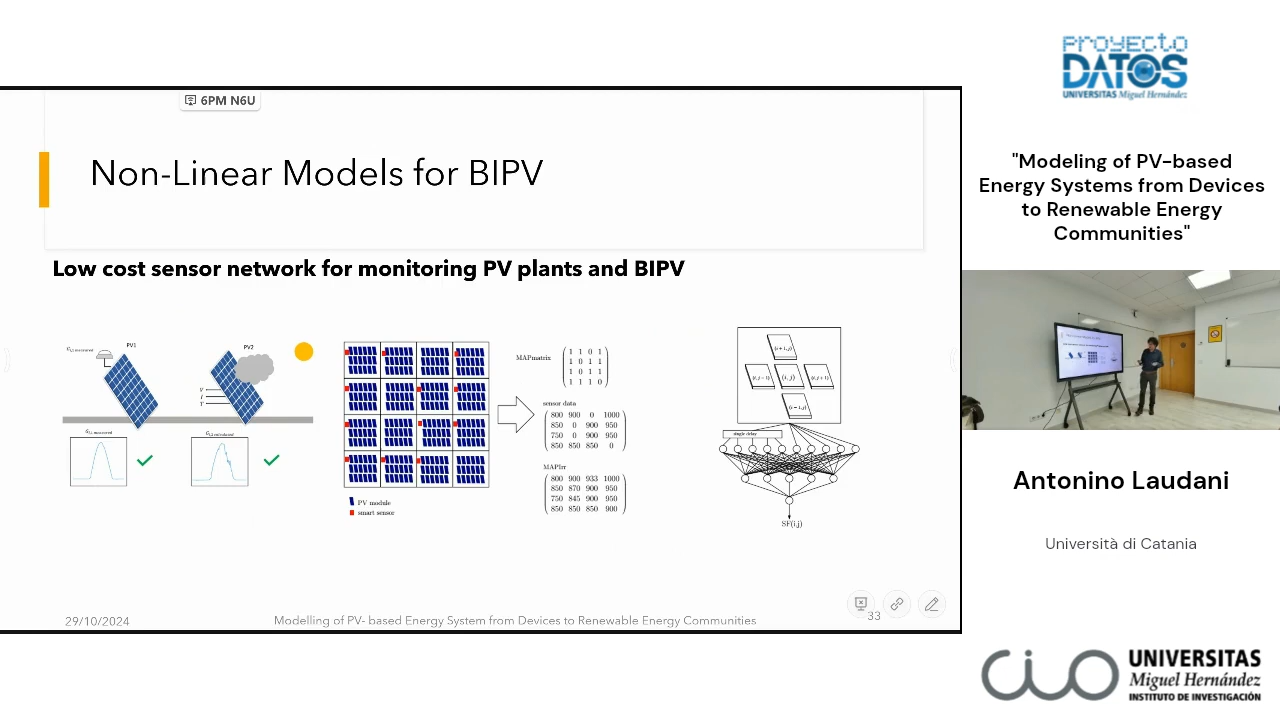 6PM N6U
Non-Linear Models for BIPV
Low cost sensor network for monitoring PV plants and BIPV
PV1
PV2
V
I
T
PV module
smart sensor
MAPmatrix
1 1 0 1
1 0 1 1
1 0 1 1
1 1 1 0
sensor data
800 900 0 1000
850 0 900 950
750 0 900 950
850 850 850 0
MAPIrr
800 900 933 1000
850 870 900 950
750 845 900 950
850 850 850 900
(i, j)
single delay
SF(i,j)
29/10/2024
Modelling of PV- based Energy System from Devices to Renewable Energy Communities
33
Proyecto
DATOS
UNIVERSITAS Miguel Hernández
"Modeling of PV-based
Energy Systems from Devices
to Renewable Energy
Communities"
Antonino Laudani
Università di Catania
CIO
UNIVERSITAS
Miguel Hernández
INSTITUTO DE INVESTIGACIÓN